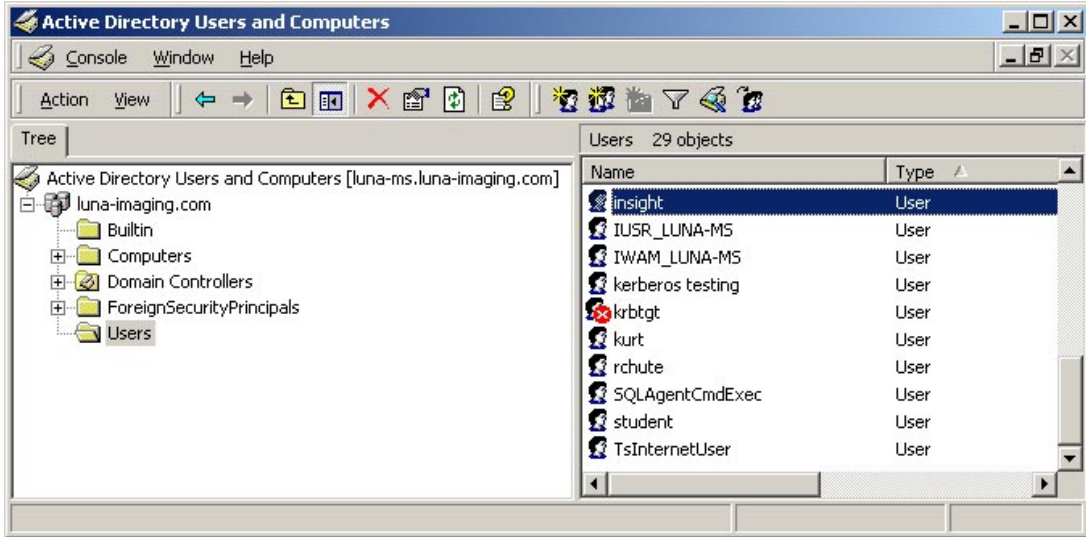 Active Directory Users and Computers
Console Window Help
Action View
Tree
Users 29 objects
Active Directory Users and Computers [luna-ms.luna-imaging.com]
luna-imaging.com
Builtin
Computers
Domain Controllers
ForeignSecurityPrincipals
Users
Name Type
insight User
IUSR_LUNA-MS User
IWAM_LUNA-MS User
kerberos testing User
krbtgt User
kurt User
rchute User
SQLAgentCmdExec User
student User
TsInternetUser User